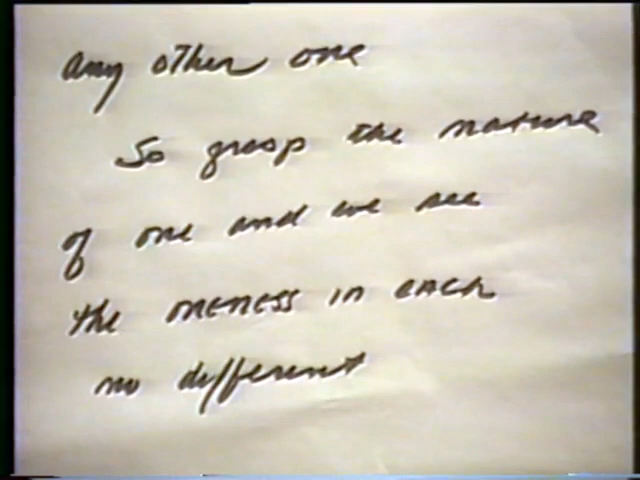 any other one
So grasp the nature
of one and we see
the oneness in each
no different